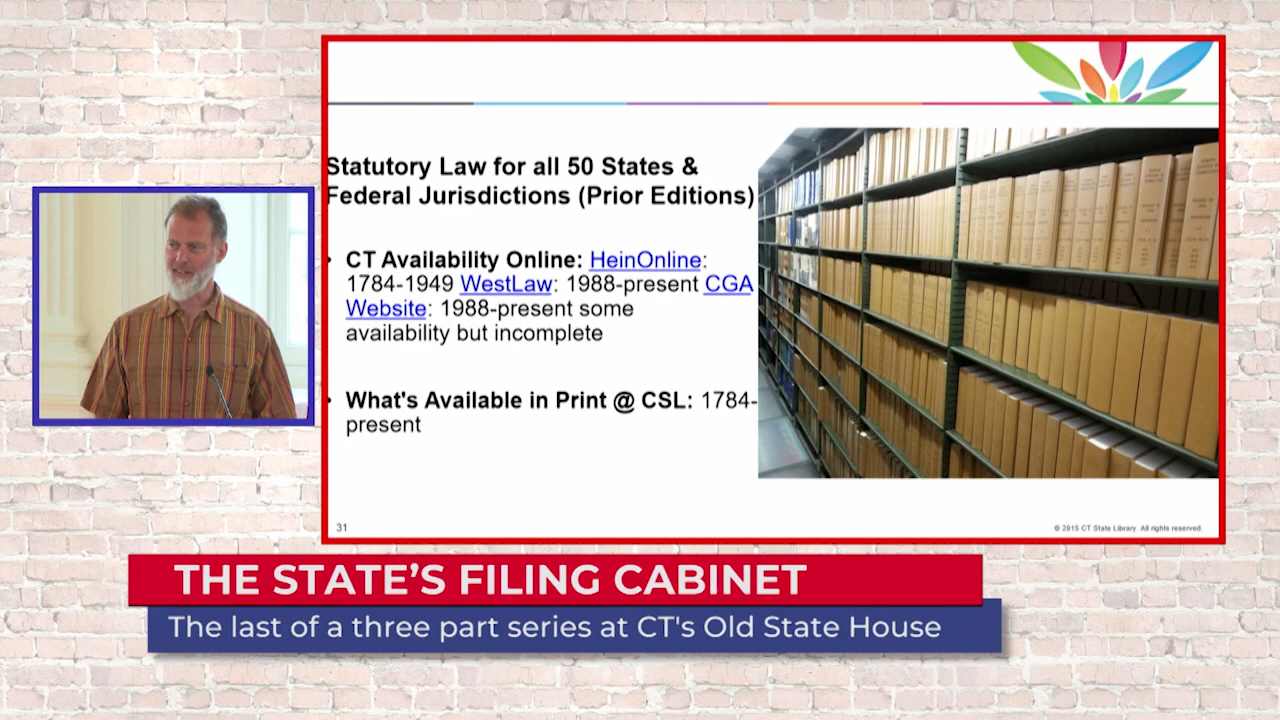 Statutory Law for all 50 States &
Federal Jurisdictions (Prior Editions)
• CT Availability Online: HeinOnline:
1784-1949 WestLaw: 1988-present CGA
Website: 1988-present some
availability but incomplete
• What's Available in Print @ CSL: 1784-
present
31
© 2015 CT State Library. All rights reserved.
THE STATE'S FILING CABINET
The last of a three part series at CT's Old State House